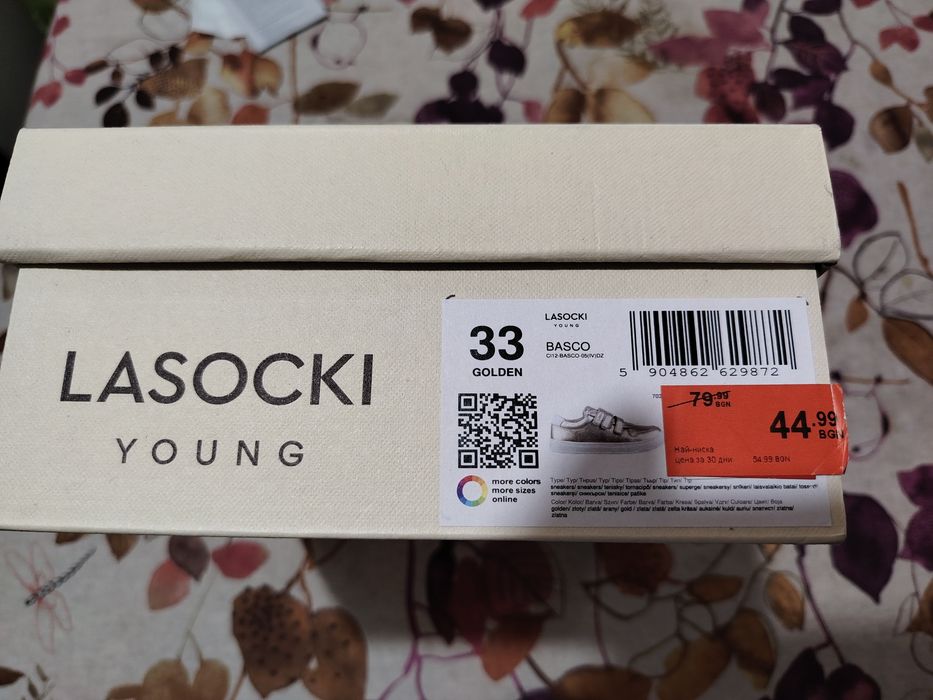 LASOCKI
YOUNG
33
GOLDEN
LASOCKI
YOUNG
BASCO
CI12-BASCO-05(IV)DZ
5 904862 629872
79.99
BGN
44.99
BGN
Най-ниска
цена за 30 дни 54.99 BGN
more colors
more sizes
online